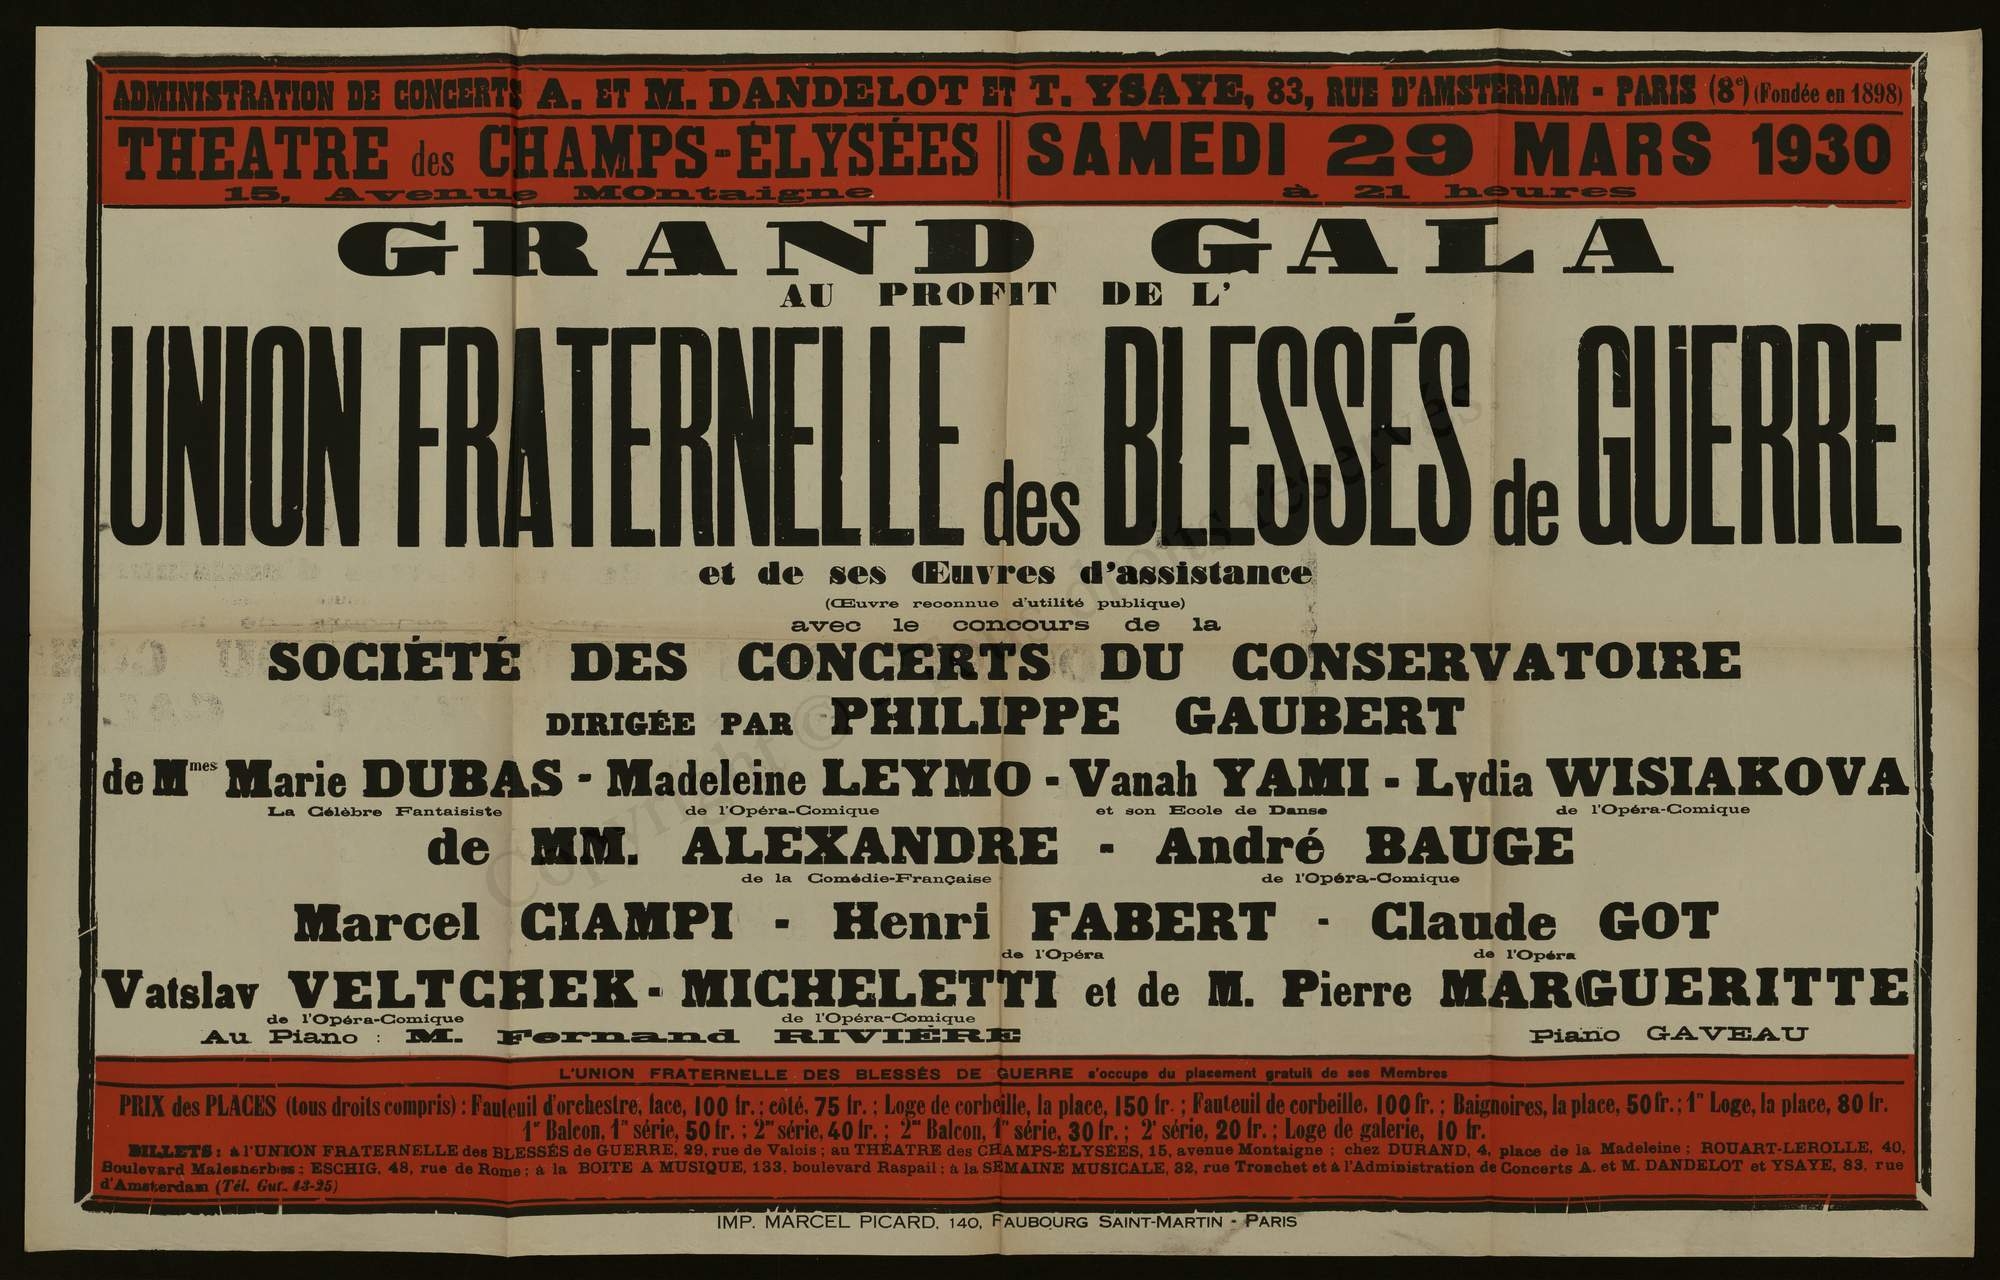 ADMINISTRATION DE CONCERTS A. ET M. DANDELOT ET T. YSAYE, 83, RUE D'AMSTERDAM - PARIS (8e) (Fondée en 1898)
THEATRE des CHAMPS-ÉLYSÉES
15, Avenue MOntaigne
SAMEDI 29 MARS 1930
à 21 heures
GRAND GALA
AU PROFIT DE L'
UNION FRATERNELLE des BLESSÉS de GUERRE
et de ses Œuvres d'assistance
(Œuvre reconnue d'utilité publique)
avec le concours de la
SOCIÉTÉ DES CONCERTS DU CONSERVATOIRE
DIRIGÉE PAR PHILIPPE GAUBERT
de Mmes Marie DUBAS - Madeleine LEYMO - Vanah YAMI - Lydia WISIAKOVA
La Célèbre Fantaisiste de l'Opéra-Comique et son Ecole de Danse de l'Opéra-Comique
de MM. ALEXANDRE - André BAUGE
de la Comédie-Française de l'Opéra-Comique
Marcel CIAMPI - Henri FABERT - Claude GOT
de l'Opéra de l'Opéra
Vatslav VELTCHEK - MICHELETTI et de M. Pierre MARGUERITTE
de l'Opéra-Comique de l'Opéra-Comique
Au Piano : M. Fernand RIVIÈRE Piano GAVEAU
L'UNION FRATERNELLE DES BLESSÉS DE GUERRE s'occupe du placement gratuit de ses Membres
PRIX des PLACES (tous droits compris) : Fauteuil d'orchestre, face, 100 fr. ; côté, 75 fr. ; Loge de corbeille, la place, 150 fr. ; Fauteuil de corbeille, 100 fr. ; Baignoires, la place, 50 fr. ; 1re Loge, la place, 80 fr.
1er Balcon, 1re série, 50 fr. ; 2me série, 40 fr. ; 2me Balcon, 1re série, 30 fr. ; 2e série, 20 fr. ; Loge de galerie, 10 fr.
BILLETS : à l'UNION FRATERNELLE des BLESSÉS de GUERRE, 29, rue de Valois ; au THÉATRE des CHAMPS-ÉLYSÉES, 15, avenue Montaigne ; chez DURAND, 4, place de la Madeleine ; ROUART-LEROLLE, 40,
Boulevard Malesherbes ; ESCHIG, 48, rue de Rome ; à la BOITE A MUSIQUE, 133, boulevard Raspail ; à la SEMAINE MUSICALE, 32, rue Tronchet et à l'Administration de Concerts A. et M. DANDELOT et YSAYE, 83, rue
d'Amsterdam (Tél. Gut. 13-25)
IMP. MARCEL PICARD, 140, FAUBOURG SAINT-MARTIN - PARIS
Copyright © - Tous droits réservés.